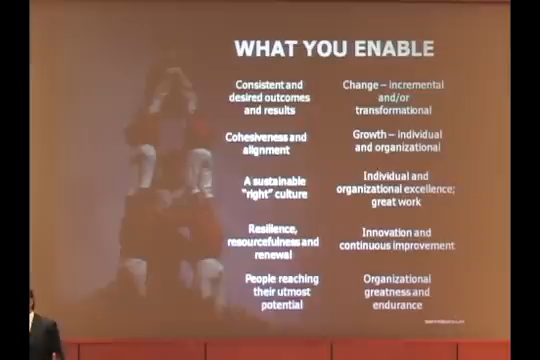 WHAT YOU ENABLE
Consistent and
desired outcomes
and results
Cohesiveness and
alignment
A sustainable
"right" culture
Resilience,
resourcefulness and
renewal
People reaching
their utmost
potential
Change – incremental
and/or
transformational
Growth – individual
and organizational
Individual and
organizational excellence;
great work
Innovation and
continuous improvement
Organizational
greatness and
endurance